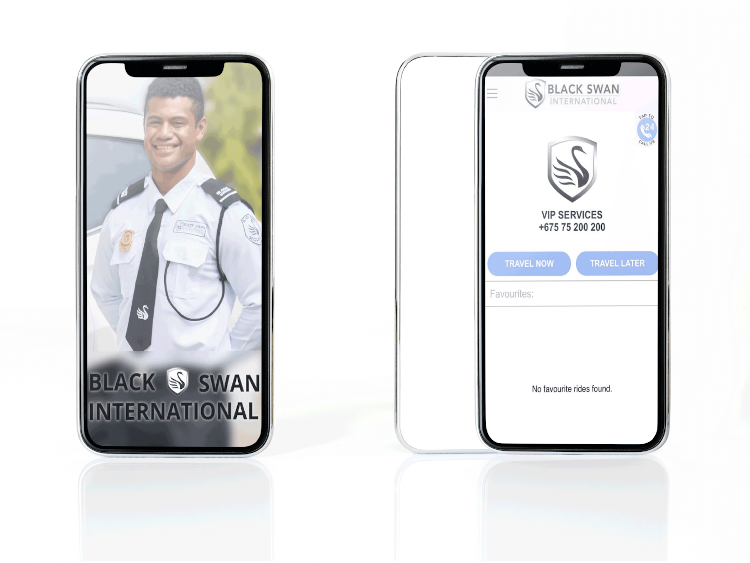 BLACK SWAN
INTERNATIONAL
BLACK SWAN
INTERNATIONAL
TAP TO
24
CALL US
VIP SERVICES
+675 75 200 200
TRAVEL NOW
TRAVEL LATER
Favourites:
No favourite rides found.